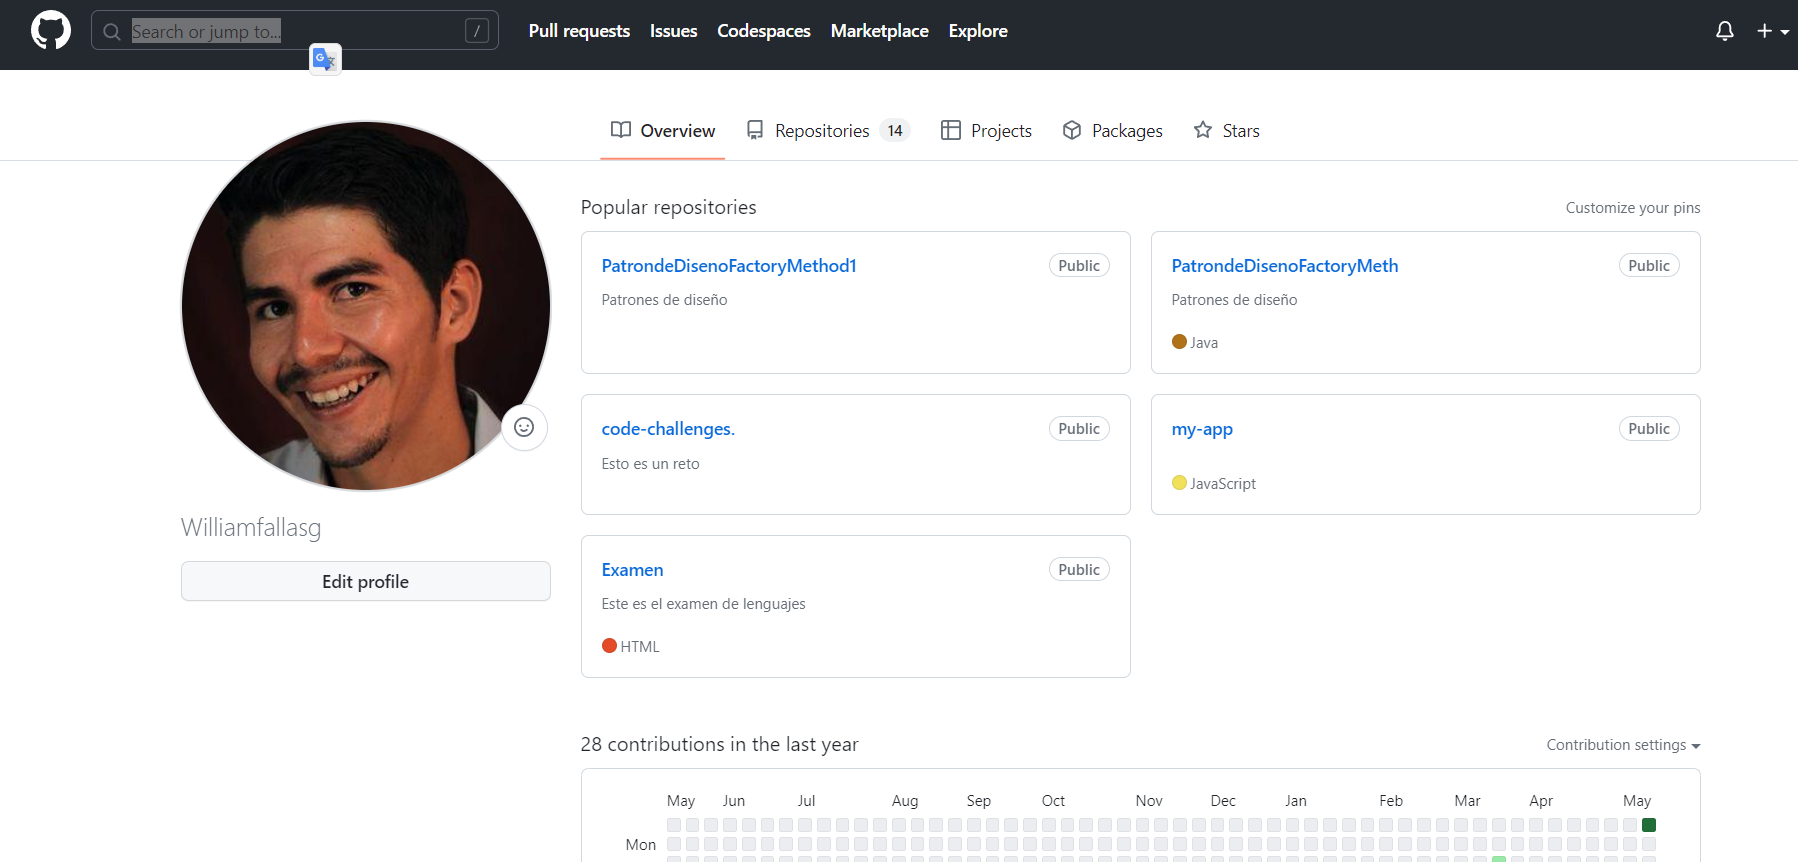 Search or jump to...
/
Pull requests
Issues
Codespaces
Marketplace
Explore
Overview
Repositories 14
Projects
Packages
Stars
Williamfallasg
Edit profile
Popular repositories
Customize your pins
PatrondeDisenoFactoryMethod1
Public
Patrones de diseño
PatrondeDisenoFactoryMeth
Public
Patrones de diseño
Java
code-challenges.
Public
Esto es un reto
my-app
Public
JavaScript
Examen
Public
Este es el examen de lenguajes
HTML
28 contributions in the last year
Contribution settings
May Jun Jul Aug Sep Oct Nov Dec Jan Feb Mar Apr May
Mon